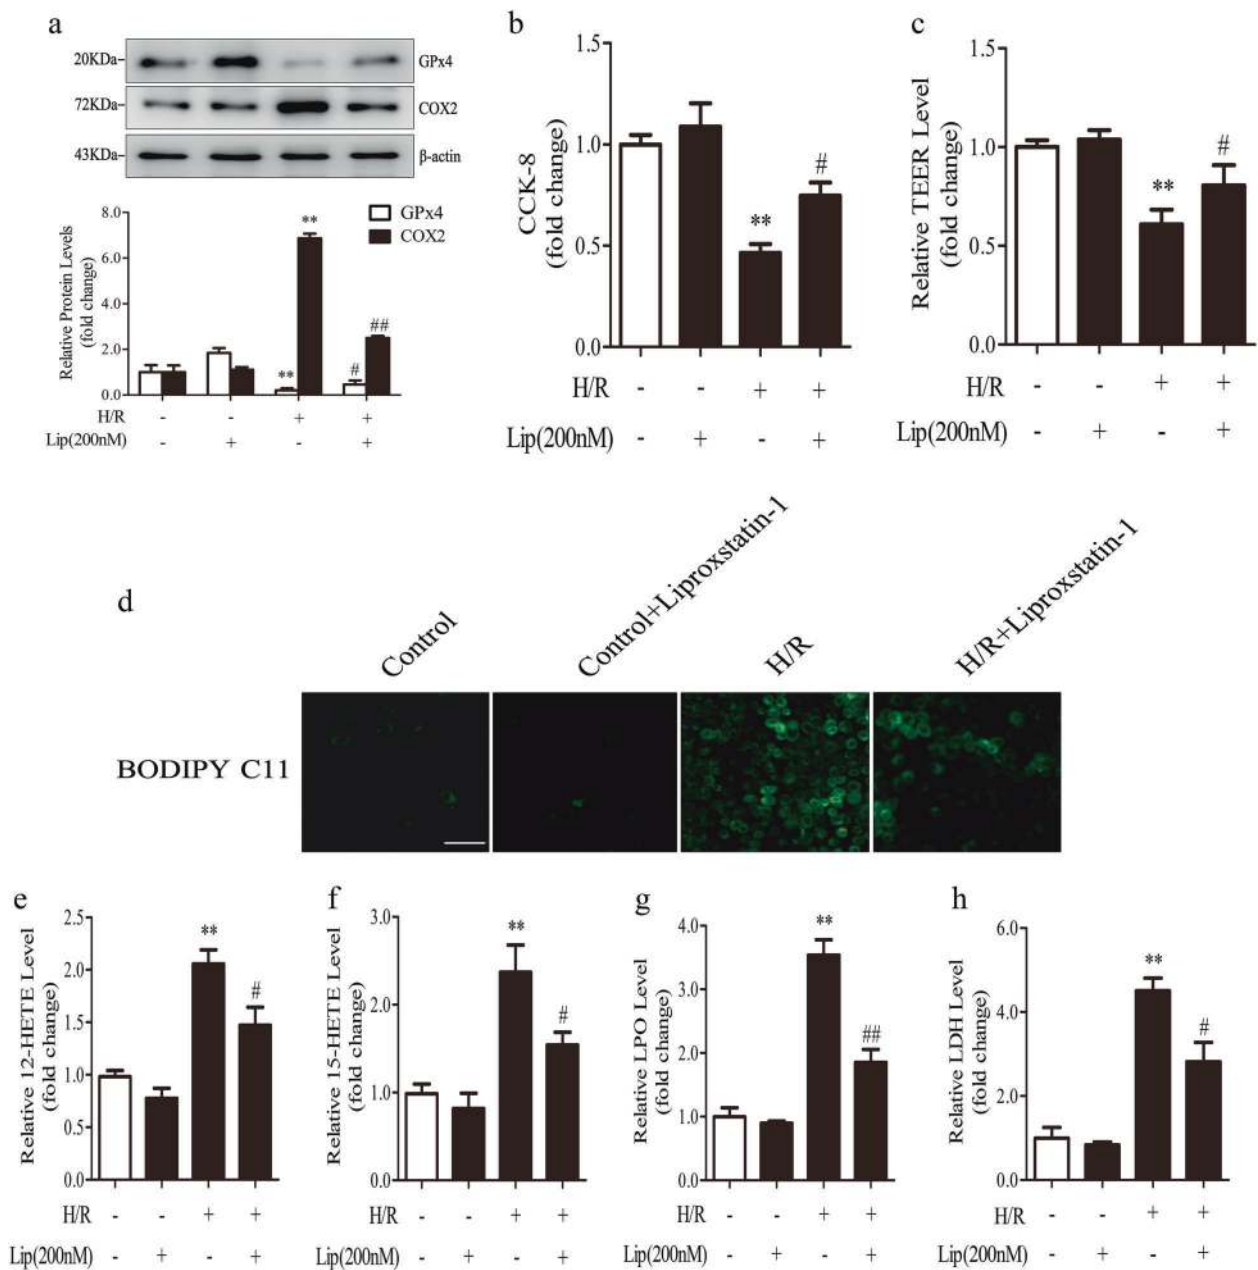 a
20KDa
GPx4
72KDa
COX2
43KDa
β-actin
Relative Protein Levels
(fold change)
8.0
6.0
4.0
2.0
0.0
GPx4
COX2
**
**
#
##
H/R - - + +
Lip(200nM) - + - +
b
CCK-8
(fold change)
1.5
1.0
0.5
0.0
**
#
H/R - - + +
Lip(200nM) - + - +
c
Relative TEER Level
(fold change)
1.5
1.0
0.5
0.0
**
#
H/R - - + +
Lip(200nM) - + - +
d
Control
Control+Liproxstatin-1
H/R
H/R+Liproxstatin-1
BODIPY C11
e
Relative 12-HETE Level
(fold change)
2.5
2.0
1.5
1.0
0.5
0.0
**
#
H/R - - + +
Lip(200nM) - + - +
f
Relative 15-HETE Level
(fold change)
3.0
2.0
1.0
0.0
**
#
H/R - - + +
Lip(200nM) - + - +
g
Relative LPO Level
(fold change)
4.0
3.0
2.0
1.0
0.0
**
##
H/R - - + +
Lip(200nM) - + - +
h
Relative LDH Level
(fold change)
6.0
4.0
2.0
0.0
**
#
H/R - - + +
Lip(200nM) - + - +